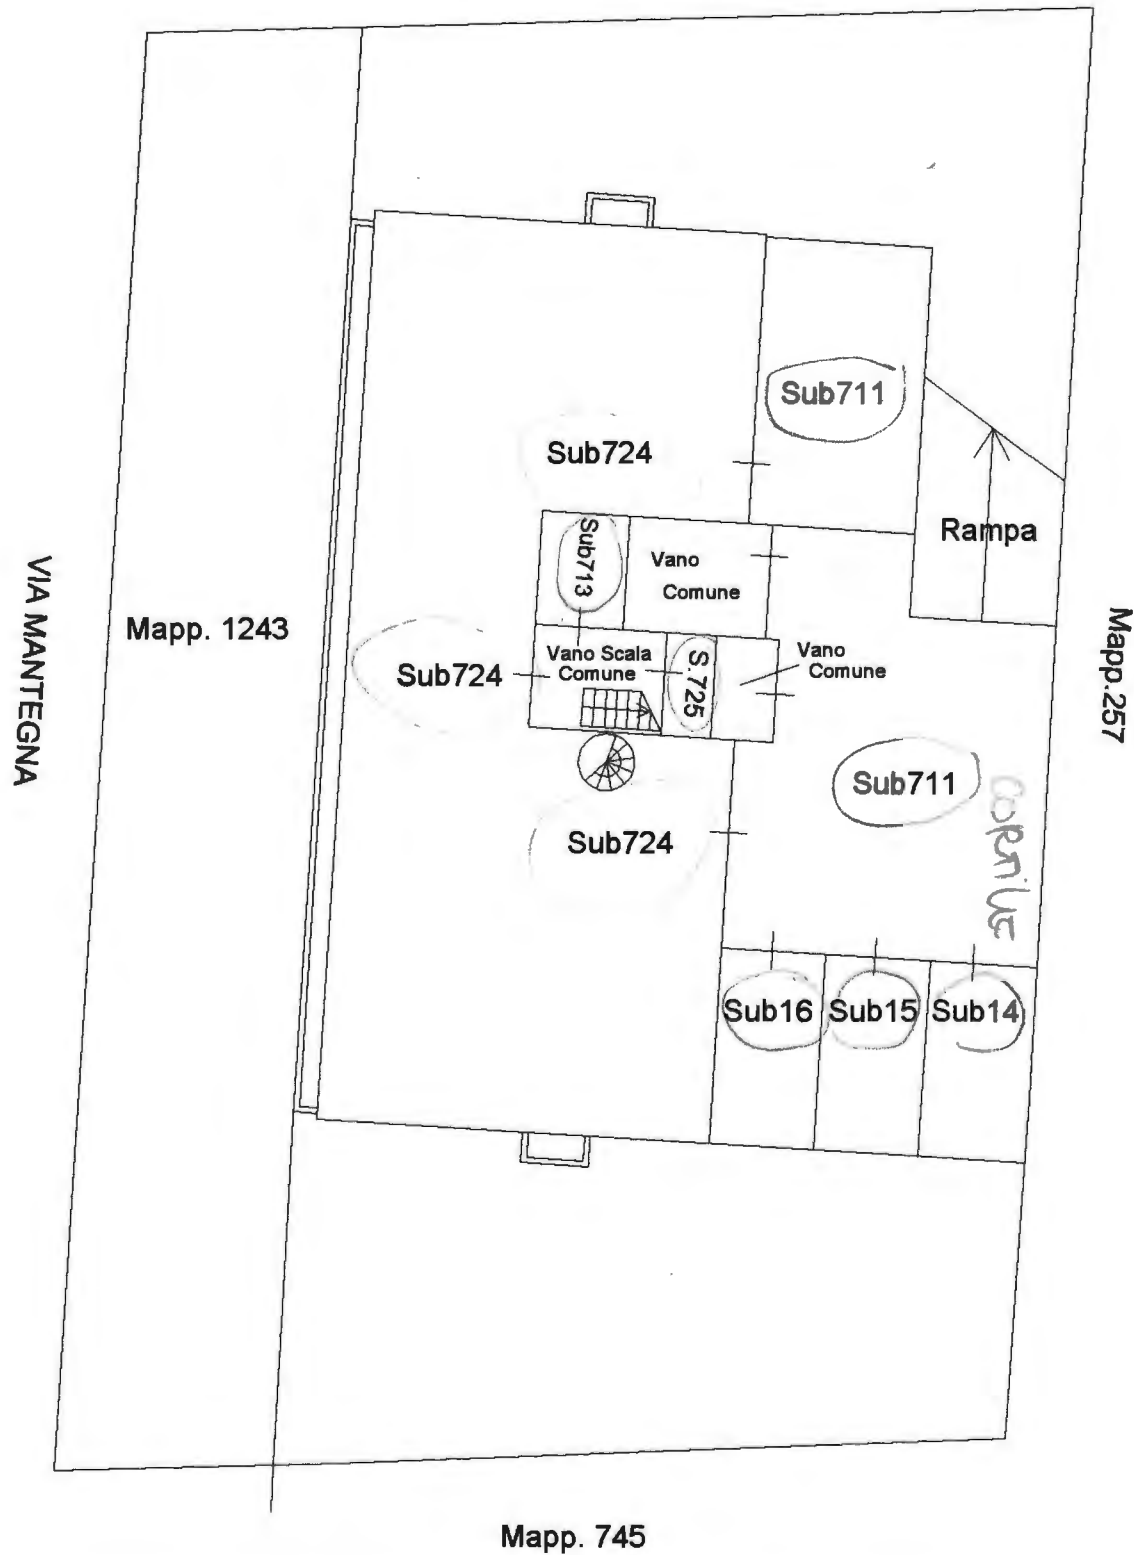 Sub711
Sub724
Rampa
Sub713
Vano
Comune
VIA MANTEGNA
Mapp. 1243
Mapp.257
Sub724
Vano Scala
Comune
S.725
Vano
Comune
Sub711
CORTILE
Sub724
Sub16
Sub15
Sub14
Mapp. 745